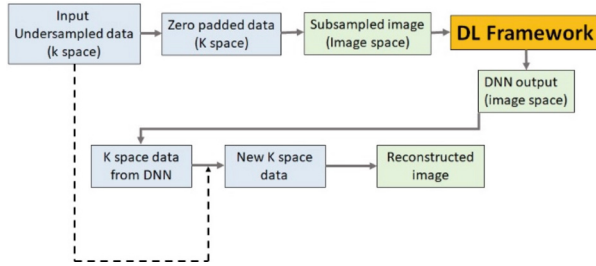 Input
Undersampled data
(k space)
Zero padded data
(K space)
Subsampled image
(Image space)
DL Framework
DNN output
(image space)
K space data
from DNN
New K space
data
Reconstructed
image